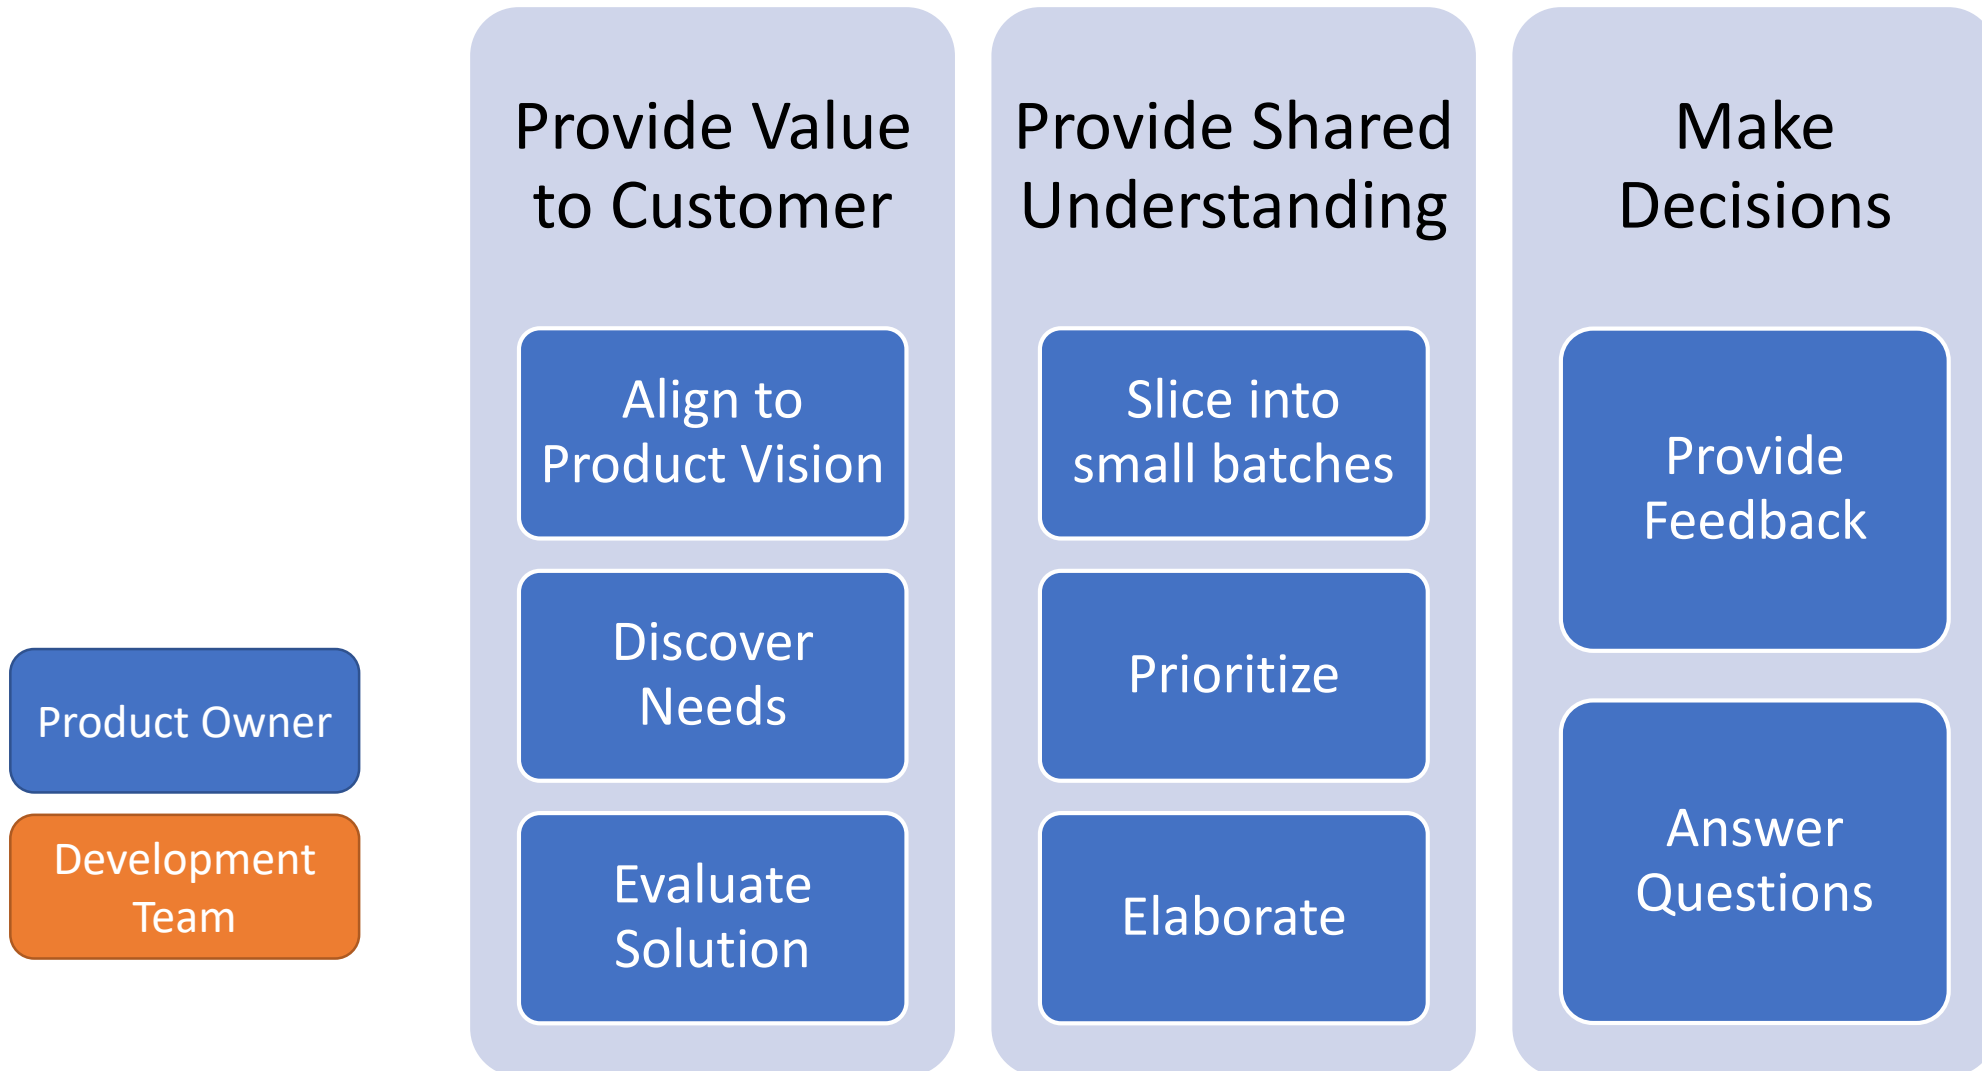 Provide Value
to Customer
Align to
Product Vision
Discover
Needs
Evaluate
Solution
Provide Shared
Understanding
Slice into
small batches
Prioritize
Elaborate
Make
Decisions
Provide
Feedback
Answer
Questions
Product Owner
Development
Team